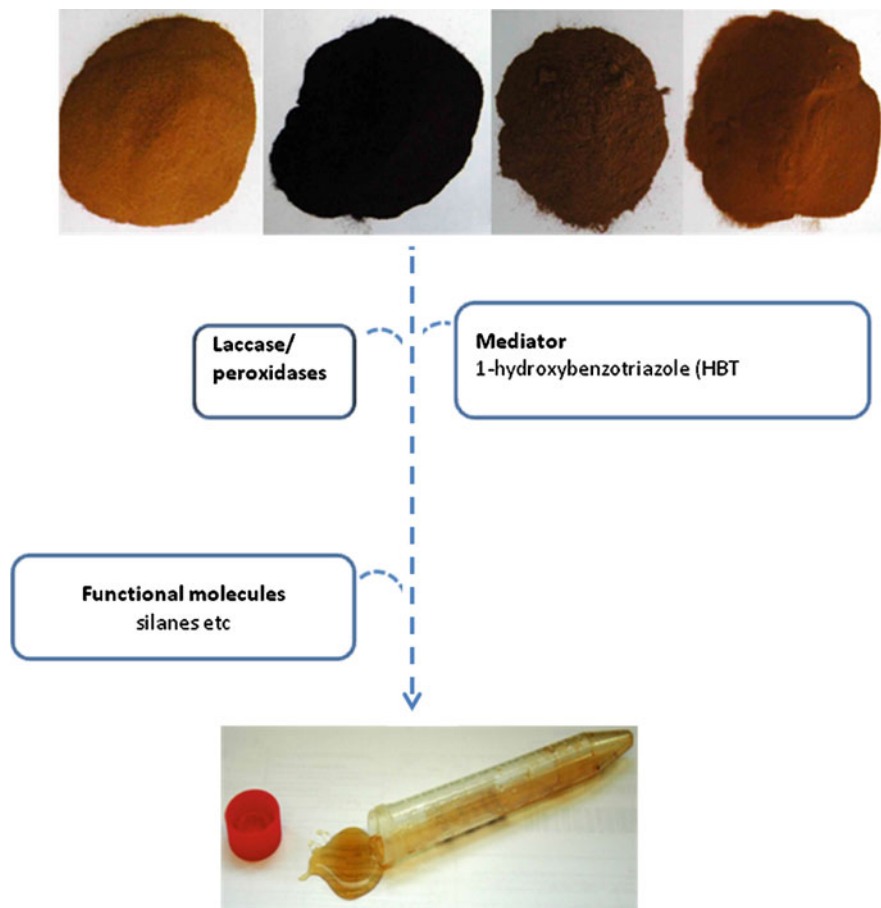 Laccase/
peroxidases
Mediator
1-hydroxybenzotriazole (HBT
Functional molecules
silanes etc